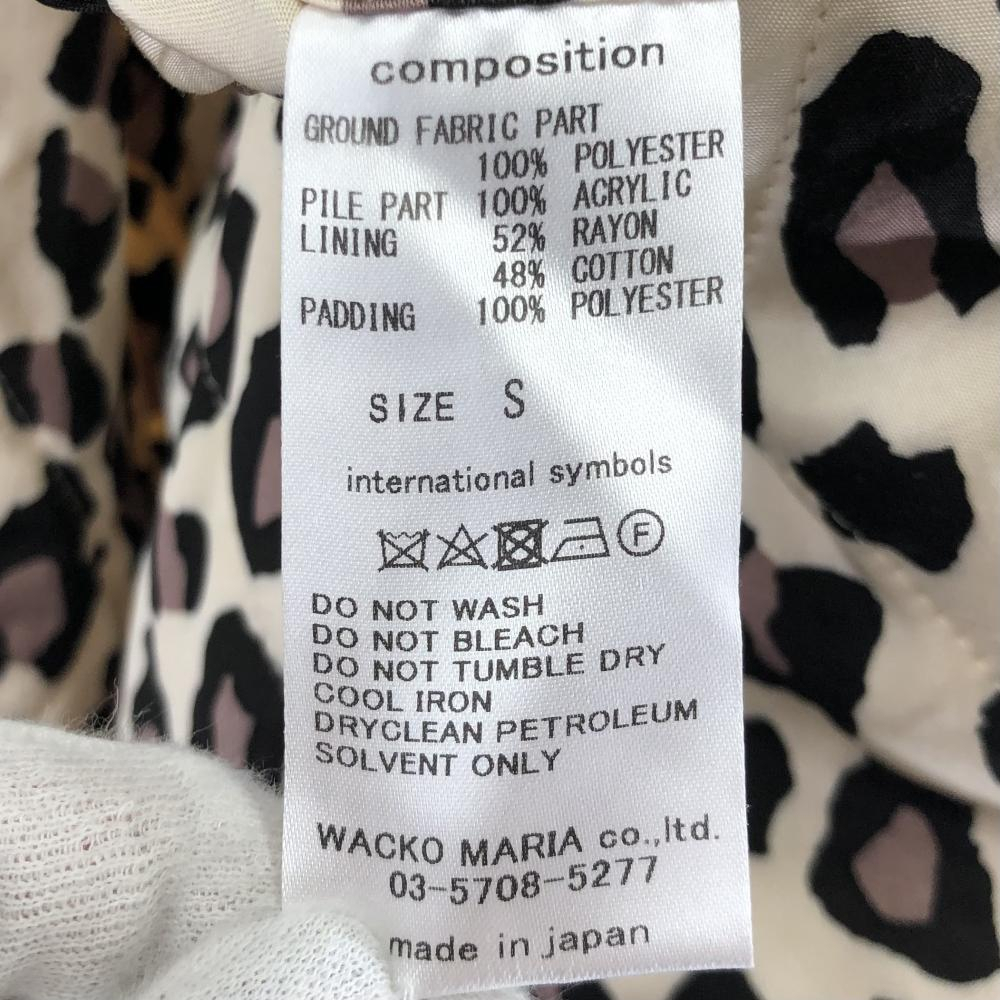 composition
GROUND FABRIC PART
100% POLYESTER
PILE PART 100% ACRYLIC
LINING 52% RAYON
48% COTTON
PADDING 100% POLYESTER
SIZE S
international symbols
F
DO NOT WASH
DO NOT BLEACH
DO NOT TUMBLE DRY
COOL IRON
DRYCLEAN PETROLEUM
SOLVENT ONLY
WACKO MARIA co.,ltd.
03-5708-5277
made in japan